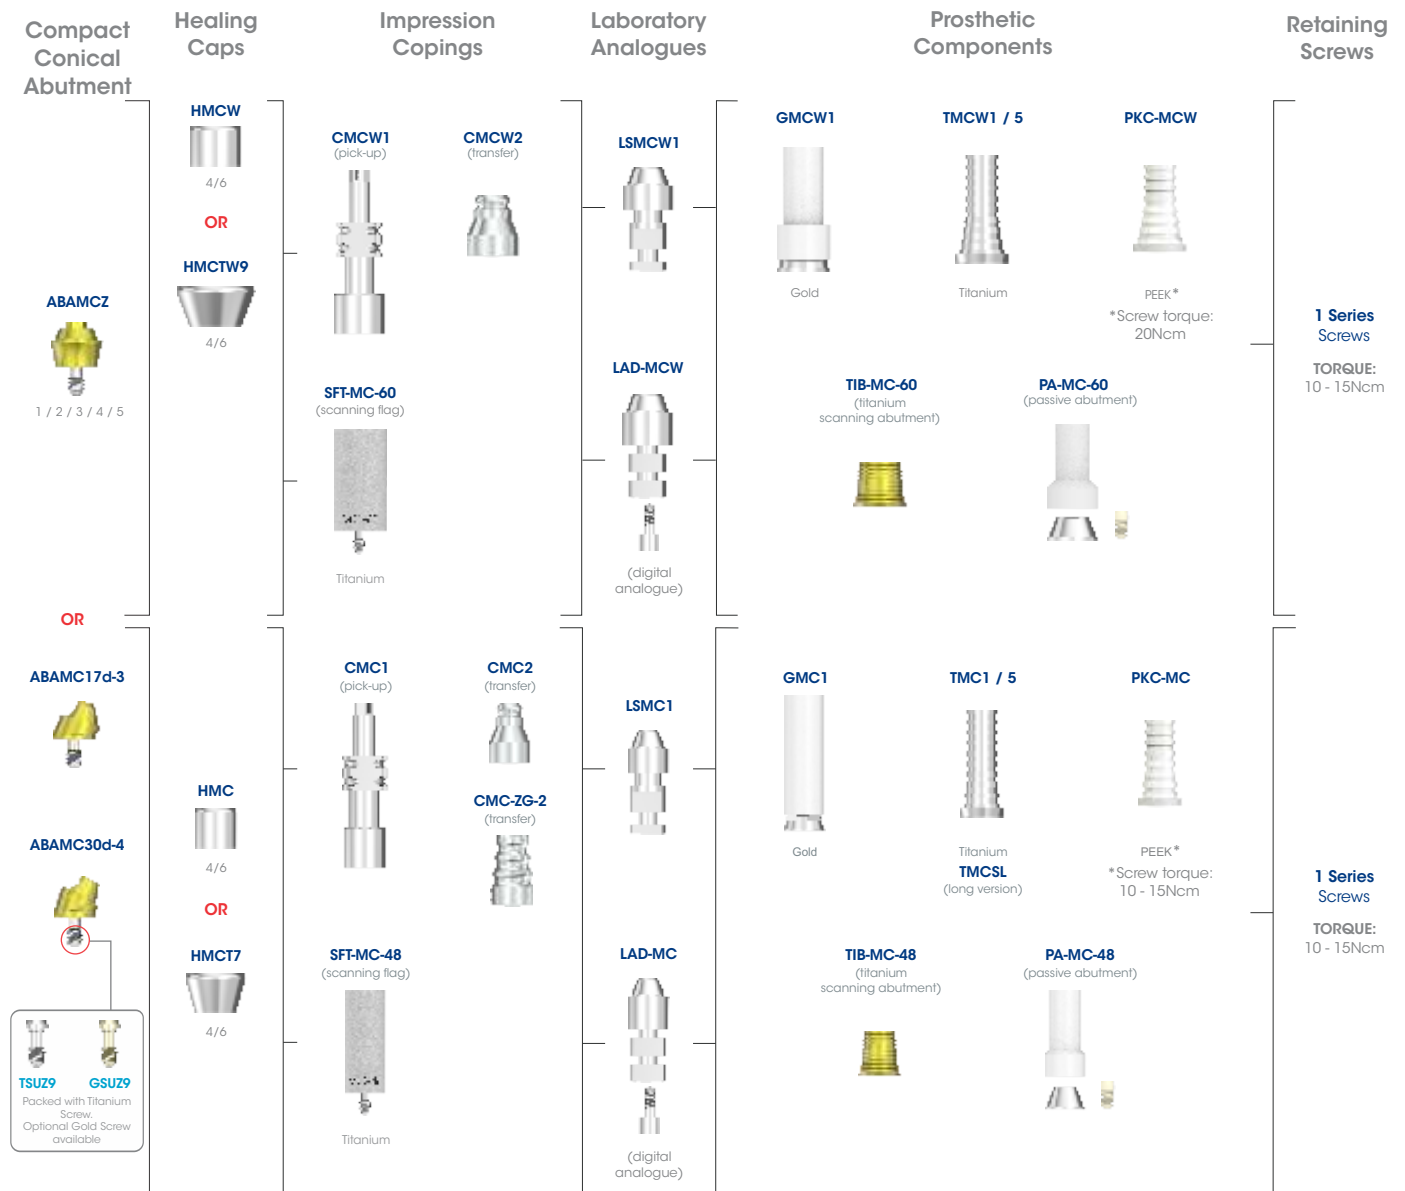 Compact
Conical
Abutment
Healing
Caps
Impression
Copings
Laboratory
Analogues
Prosthetic
Components
Retaining
Screws
ABAMCZ
1 / 2 / 3 / 4 / 5
HMCW
4/6
OR
HMCTW9
4/6
CMCW1
(pick-up)
CMCW2
(transfer)
SFT-MC-60
(scanning flag)
Titanium
LSMCW1
LAD-MCW
(digital
analogue)
GMCW1
Gold
TMCW1 / 5
Titanium
PKC-MCW
PEEK*
*Screw torque:
20Ncm
TIB-MC-60
(titanium
scanning abutment)
PA-MC-60
(passive abutment)
1 Series
Screws
TORQUE:
10 - 15Ncm
OR
ABAMC17d-3
ABAMC30d-4
TSUZ9
GSUZ9
Packed with Titanium
Screw.
Optional Gold Screw
available
HMC
4/6
OR
HMCT7
4/6
CMC1
(pick-up)
CMC2
(transfer)
CMC-ZG-2
(transfer)
SFT-MC-48
(scanning flag)
Titanium
LSMC1
LAD-MC
(digital
analogue)
GMC1
Gold
TMC1 / 5
Titanium
TMCSL
(long version)
PKC-MC
PEEK*
*Screw torque:
10 - 15Ncm
TIB-MC-48
(titanium
scanning abutment)
PA-MC-48
(passive abutment)
1 Series
Screws
TORQUE:
10 - 15Ncm